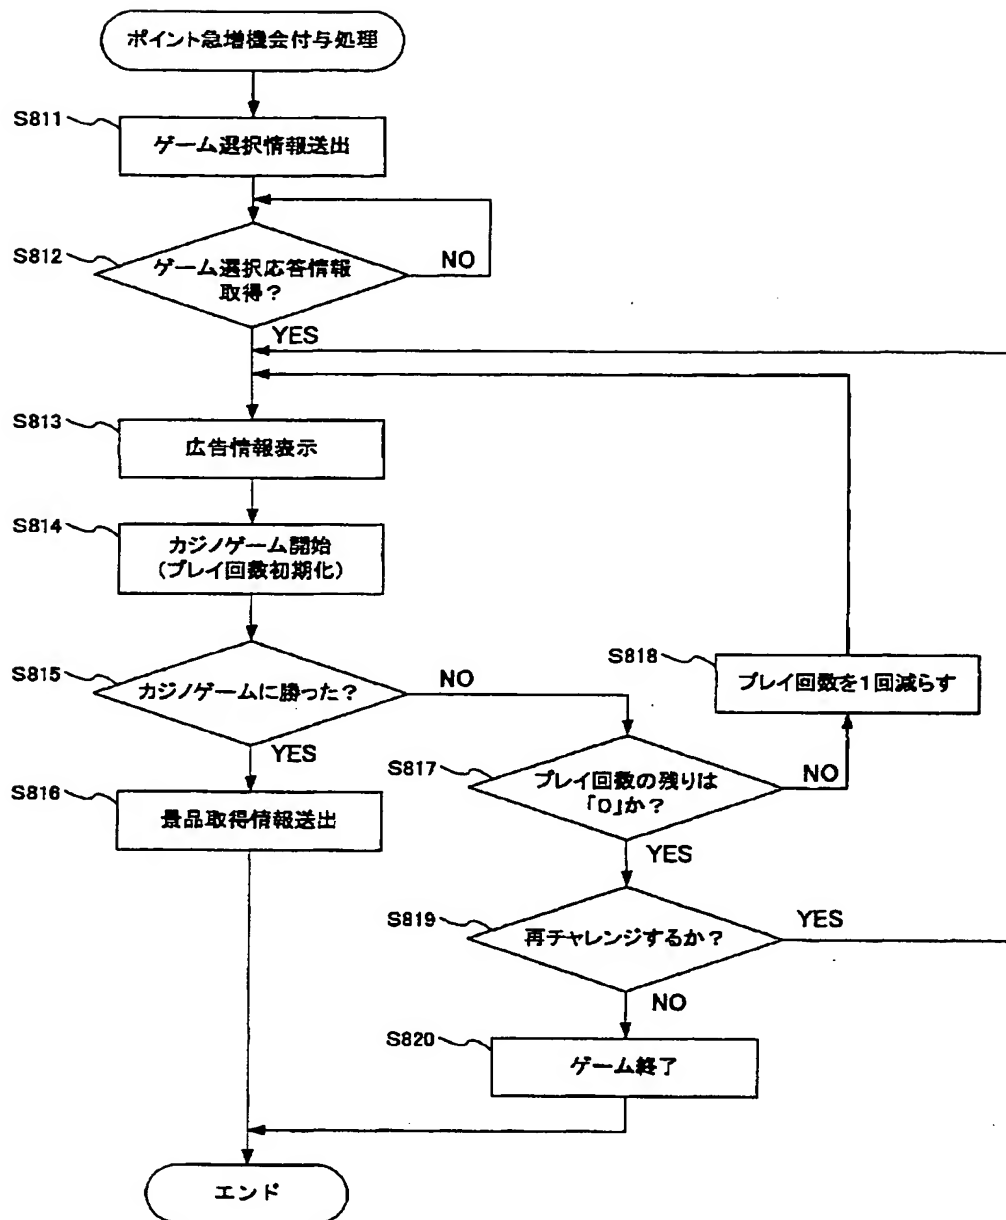 ポイント急増機会付与処理
S811
ゲーム選択情報送出
S812
ゲーム選択応答情報
取得？
NO
YES
S813
広告情報表示
S814
カジノゲーム開始
（プレイ回数初期化）
S815
カジノゲームに勝った？
NO
YES
S816
景品取得情報送出
S817
プレイ回数の残りは
「0」か？
NO
YES
S818
プレイ回数を1回減らす
S819
再チャレンジするか？
YES
NO
S820
ゲーム終了
エンド